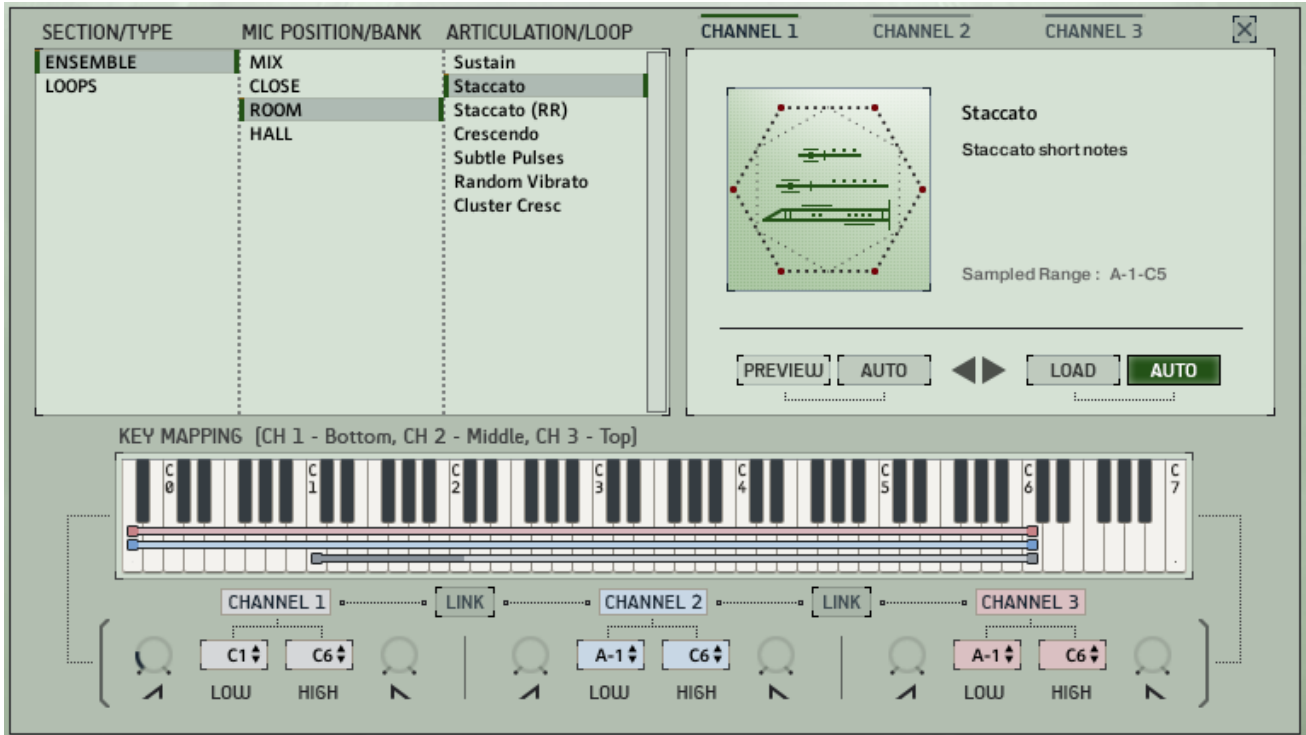 SECTION/TYPE MIC POSITION/BANK ARTICULATION/LOOP
ENSEMBLE
LOOPS
MIX
CLOSE
ROOM
HALL
Sustain
Staccato
Staccato (RR)
Crescendo
Subtle Pulses
Random Vibrato
Cluster Cresc
CHANNEL 1 CHANNEL 2 CHANNEL 3
Staccato
Staccato short notes
Sampled Range : A-1-C5
PREVIEW AUTO LOAD AUTO
KEY MAPPING [CH 1 - Bottom, CH 2 - Middle, CH 3 - Top]
C0 C1 C2 C3 C4 C5 C6 C7
CHANNEL 1 LINK CHANNEL 2 LINK CHANNEL 3
C1 C6 A-1 C6 A-1 C6
LOW HIGH LOW HIGH LOW HIGH